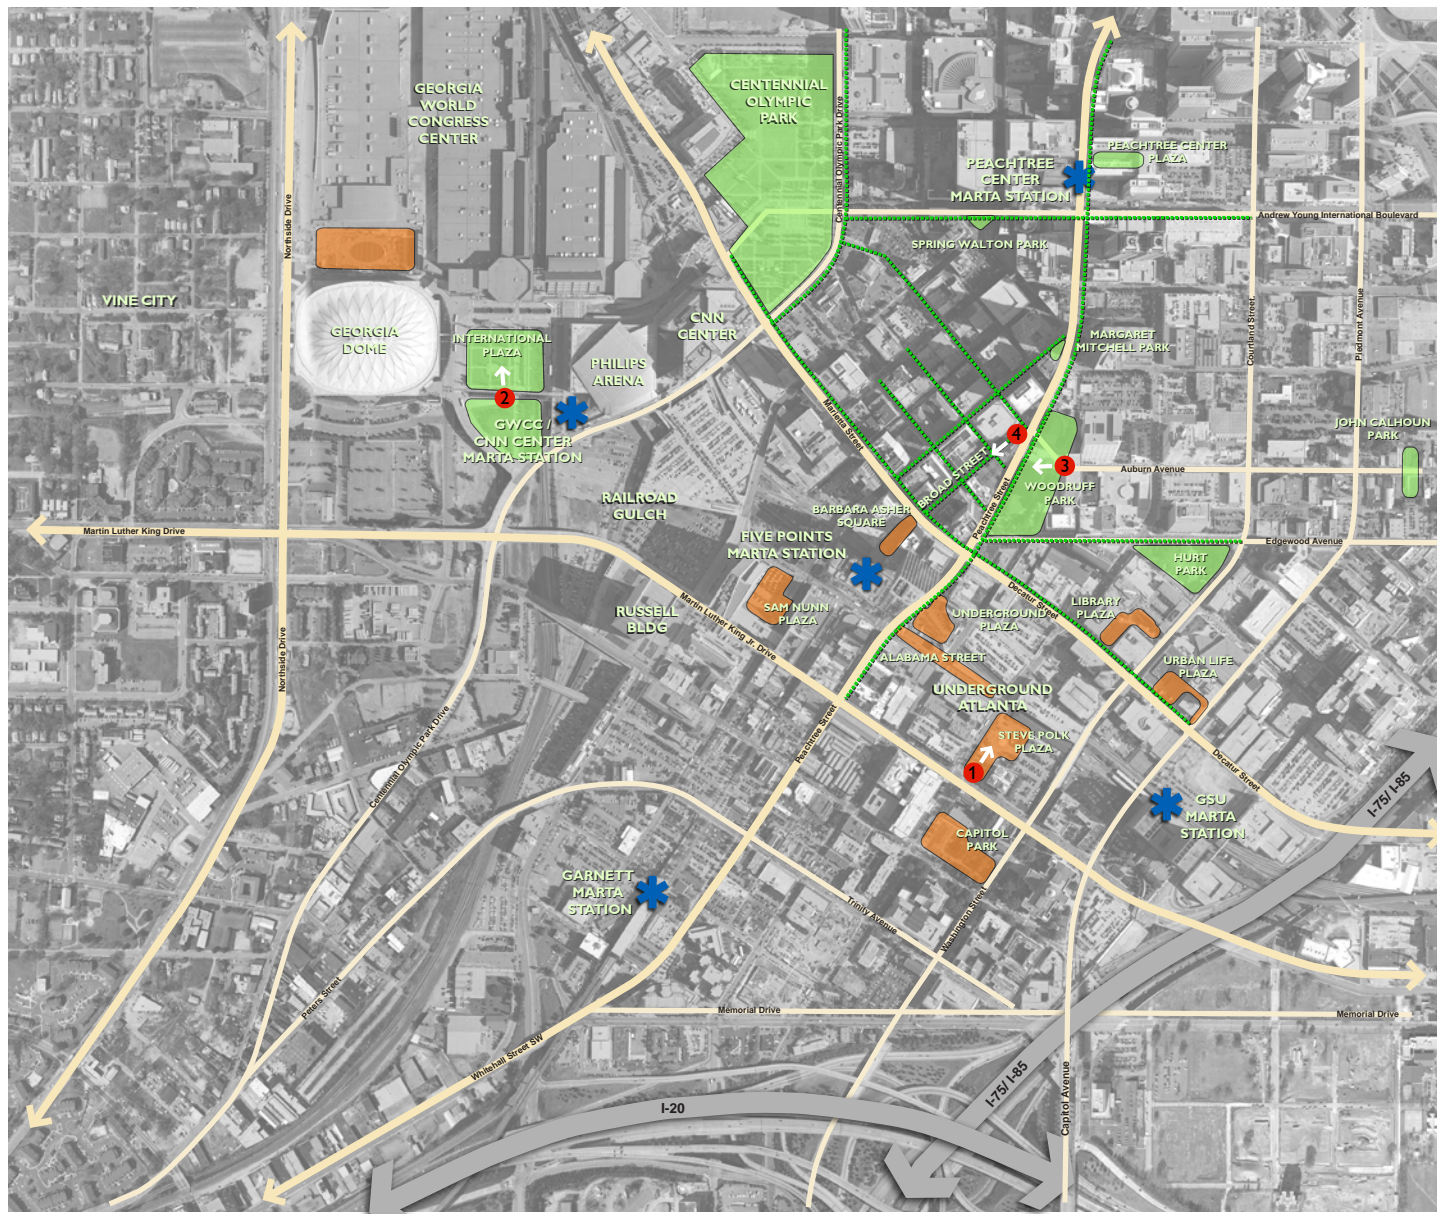 GEORGIA
WORLD
CONGRESS
CENTER
CENTENNIAL
OLYMPIC
PARK
Centennial Olympic Park Drive
PEACHTREE CENTER
PLAZA
PEACHTREE
CENTER
MARTA STATION
Northside Drive
Andrew Young International Boulevard
SPRING WALTON PARK
VINE CITY
GEORGIA
DOME
INTERNATIONAL
PLAZA
CNN
CENTER
PHILIPS
ARENA
MARGARET
MITCHELL PARK
Courtland Street
Piedmont Avenue
2
GWCC /
CNN CENTER
MARTA STATION
Marietta Street
4
3
JOHN CALHOUN
PARK
Auburn Avenue
BROAD STREET
WOODRUFF
PARK
Peachtree Street
RAILROAD
GULCH
BARBARA ASHER
SQUARE
Martin Luther King Drive
FIVE POINTS
MARTA STATION
Edgewood Avenue
HURT
PARK
RUSSELL
BLDG
SAM NUNN
PLAZA
Martin Luther King Jr. Drive
UNDERGROUND
PLAZA
Decatur Street
LIBRARY
PLAZA
ALABAMA STREET
URBAN LIFE
PLAZA
Northside Drive
UNDERGROUND
ATLANTA
STEVE POLK
PLAZA
Peachtree Street
Centennial Olympic Park Drive
1
Decatur Street
I-75/ I-85
GSU
MARTA
STATION
CAPITOL
PARK
GARNETT
MARTA
STATION
Trinity Avenue
Washington Street
Peters Street
Memorial Drive
Memorial Drive
Whitehall Street SW
I-75/ I-85
I-20
Capitol Avenue